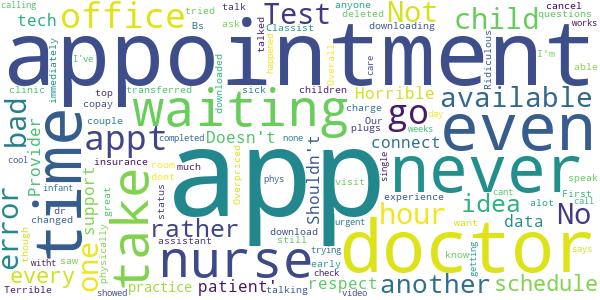 calling
office
tried
talk
ask
anyone
deleted
Not
child
cancel
questions
tech
Bs
Test
Classist
downloading
works
appointment
immediately
I've
talked
happened
Overall
care
Ridiculous
I'm
able
clinic
transferred
downloaded
sick
children
Horrible
available
top
copay
waiting
charge
go
Our
day
bad
Provider
couple
appt
completed
Doesn't
none
plugs
weeks
even
time
insurance
app
Shouldn't
single
connect
never
cool
room
much
phys
visit
experience
First
alot
speak
error
infant
dont
Overpriced
idea
cant
call
take
support
physically
great
status
rather
hour
No
dr
changed
one
nurse
assistant
download
urgent
data
want
says
though
still
doctor
trying
know
getting
every
witht
saw
practice
patient'
early
check
respect
another
schedule
Terrible
showed
talking
video